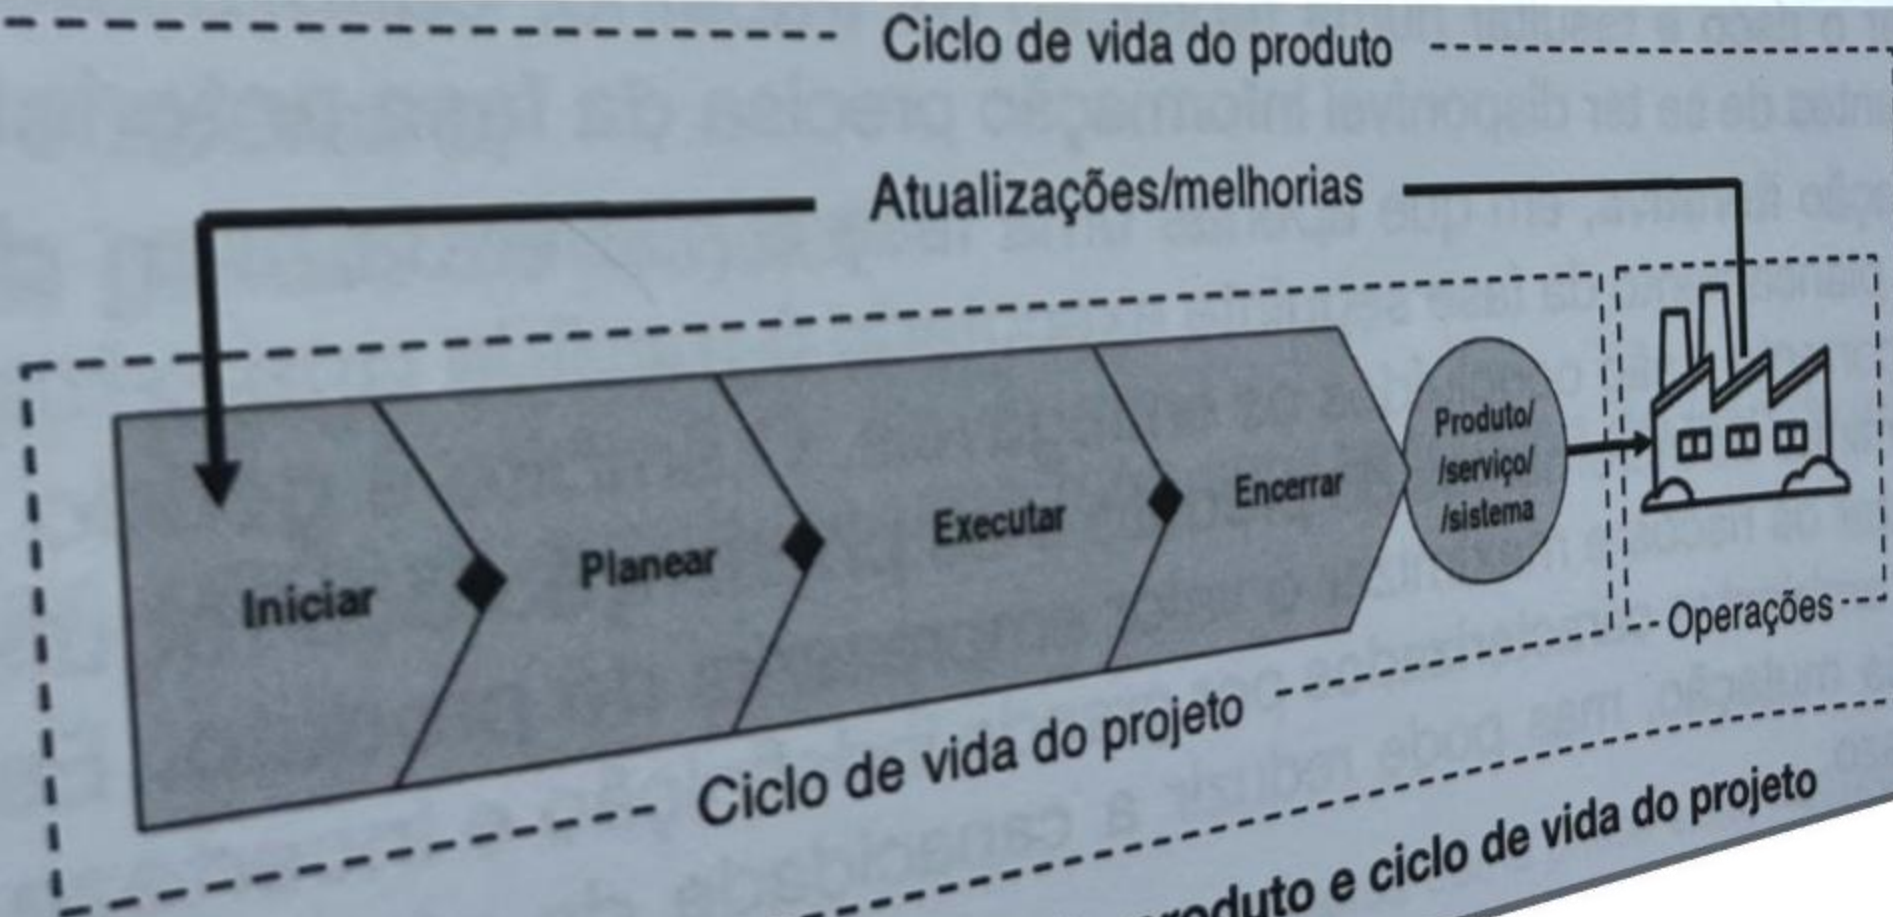 Ciclo de vida do produto
Atualizações/melhorias
Iniciar
Planear
Executar
Encerrar
Produto/
/serviço/
/sistema
Operações
Ciclo de vida do projeto
e ciclo de vida do projeto